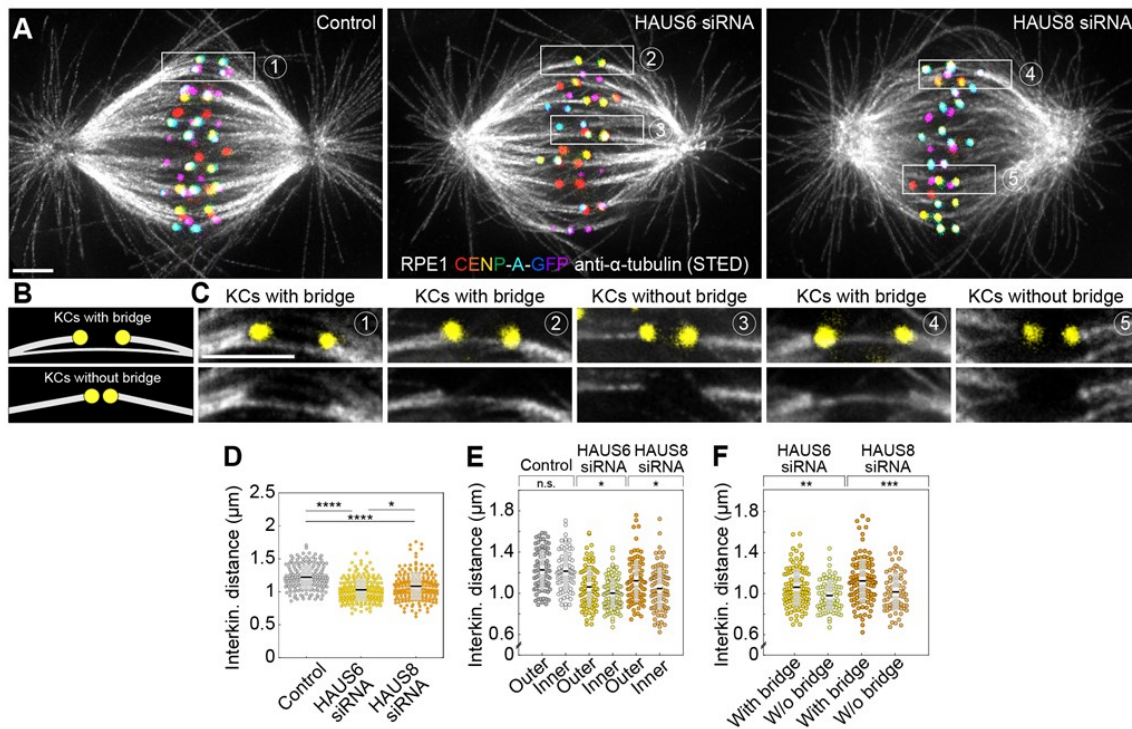 A
Control
HAUS6 siRNA
HAUS8 siRNA
1
2
3
4
5
RPE1 CENP-A-GFP anti-α-tubulin (STED)
B
KCs with bridge
KCs without bridge
C
KCs with bridge
KCs with bridge
KCs without bridge
KCs with bridge
KCs without bridge
1
2
3
4
5
D
Interkin. distance (μm)
2.5
2
1.5
1
0.5
1
****
*
****
Control
HAUS6
siRNA
HAUS8
siRNA
E
Control
HAUS6
siRNA
HAUS8
siRNA
n.s.
*
*
Interkin. distance (μm)
1.8
1.4
1.0
0.6
Outer
Inner
Outer
Inner
Outer
Inner
F
HAUS6
siRNA
HAUS8
siRNA
**
***
Interkin. distance (μm)
1.8
1.4
1.0
0.6
With bridge
W/o bridge
With bridge
W/o bridge